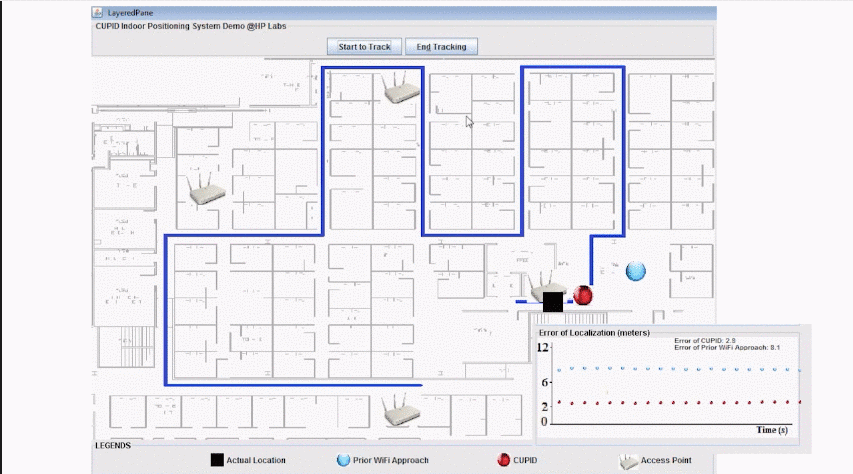 LayeredPane
CUPID Indoor Positioning System Demo @HP Labs
Start to Track End Tracking
Error of Localization (meters)
Error of CUPID: 2.9
Error of Prior WiFi Approach: 8.1
12
6
2
0
Time (s)
LEGENDS
Actual Location Prior WiFi Approach CUPID Access Point